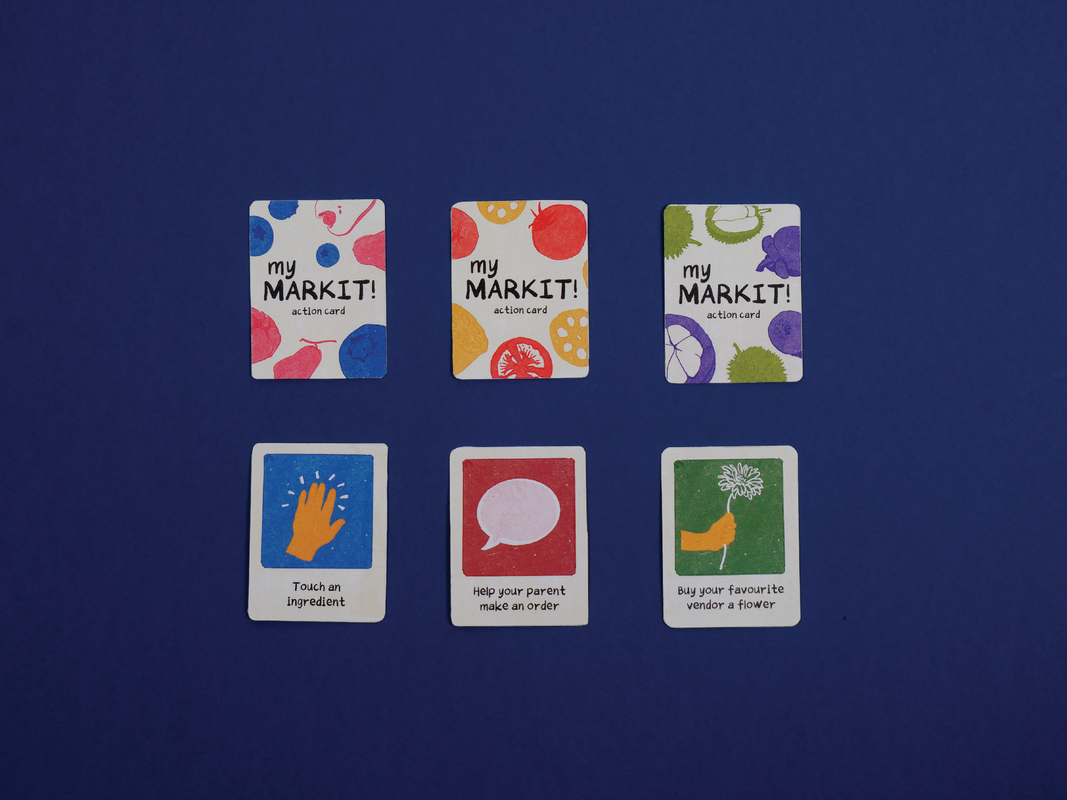 my
MARKIT!
action card
my
MARKIT!
action card
my
MARKIT!
action card
Touch an
ingredient
Help your parent
make an order
Buy your favourite
vendor a flower